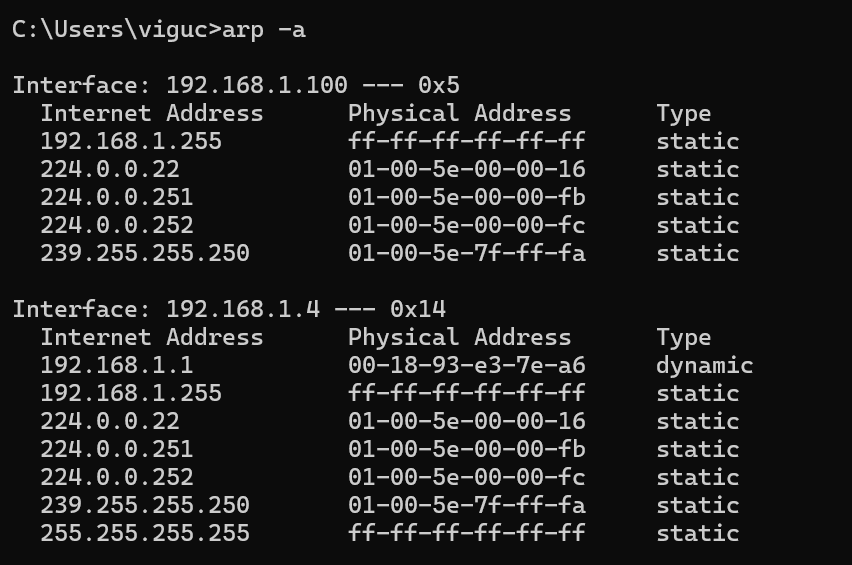 C:\Users\viguc>arp -a
Interface: 192.168.1.100 --- 0x5
Internet Address Physical Address Type
192.168.1.255 ff-ff-ff-ff-ff-ff static
224.0.0.22 01-00-5e-00-00-16 static
224.0.0.251 01-00-5e-00-00-fb static
224.0.0.252 01-00-5e-00-00-fc static
239.255.255.250 01-00-5e-7f-ff-fa static
Interface: 192.168.1.4 --- 0x14
Internet Address Physical Address Type
192.168.1.1 00-18-93-e3-7e-a6 dynamic
192.168.1.255 ff-ff-ff-ff-ff-ff static
224.0.0.22 01-00-5e-00-00-16 static
224.0.0.251 01-00-5e-00-00-fb static
224.0.0.252 01-00-5e-00-00-fc static
239.255.255.250 01-00-5e-7f-ff-fa static
255.255.255.255 ff-ff-ff-ff-ff-ff static